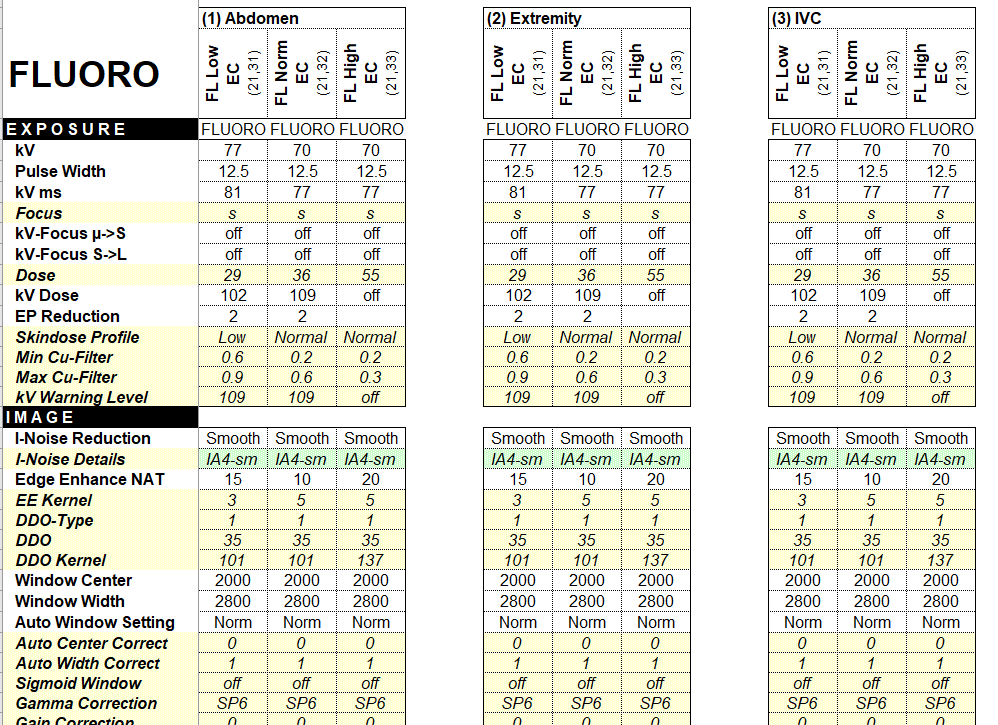 (1) Abdomen (2) Extremity (3) IVC
FLUORO
FL Low EC (21,31) FL Norm EC (21,32) FL High EC (21,33) FL Low EC (21,31) FL Norm EC (21,32) FL High EC (21,33) FL Low EC (21,31) FL Norm EC (21,32) FL High EC (21,33)
EXPOSURE FLUORO FLUORO FLUORO FLUORO FLUORO FLUORO FLUORO FLUORO FLUORO
kV 77 70 70 77 70 70 77 70 70
Pulse Width 12.5 12.5 12.5 12.5 12.5 12.5 12.5 12.5 12.5
kV ms 81 77 77 81 77 77 81 77 77
Focus s s s s s s s s s
kV-Focus µ->S off off off off off off off off off
kV-Focus S->L off off off off off off off off off
Dose 29 36 55 29 36 55 29 36 55
kV Dose 102 109 off 102 109 off 102 109 off
EP Reduction 2 2 2 2 2 2
Skindose Profile Low Normal Normal Low Normal Normal Low Normal Normal
Min Cu-Filter 0.6 0.2 0.2 0.6 0.2 0.2 0.6 0.2 0.2
Max Cu-Filter 0.9 0.6 0.3 0.9 0.6 0.3 0.9 0.6 0.3
kV Warning Level 109 109 off 109 109 off 109 109 off
IMAGE
I-Noise Reduction Smooth Smooth Smooth Smooth Smooth Smooth Smooth Smooth Smooth
I-Noise Details IA4-sm IA4-sm IA4-sm IA4-sm IA4-sm IA4-sm IA4-sm IA4-sm IA4-sm
Edge Enhance NAT 15 10 20 15 10 20 15 10 20
EE Kernel 3 5 5 3 5 5 3 5 5
DDO-Type 1 1 1 1 1 1 1 1 1
DDO 35 35 35 35 35 35 35 35 35
DDO Kernel 101 101 137 101 101 137 101 101 137
Window Center 2000 2000 2000 2000 2000 2000 2000 2000 2000
Window Width 2800 2800 2800 2800 2800 2800 2800 2800 2800
Auto Window Setting Norm Norm Norm Norm Norm Norm Norm Norm Norm
Auto Center Correct 0 0 0 0 0 0 0 0 0
Auto Width Correct 1 1 1 1 1 1 1 1 1
Sigmoid Window off off off off off off off off off
Gamma Correction SP6 SP6 SP6 SP6 SP6 SP6 SP6 SP6 SP6
Gain Correction 0 0 0 0 0 0 0 0 0